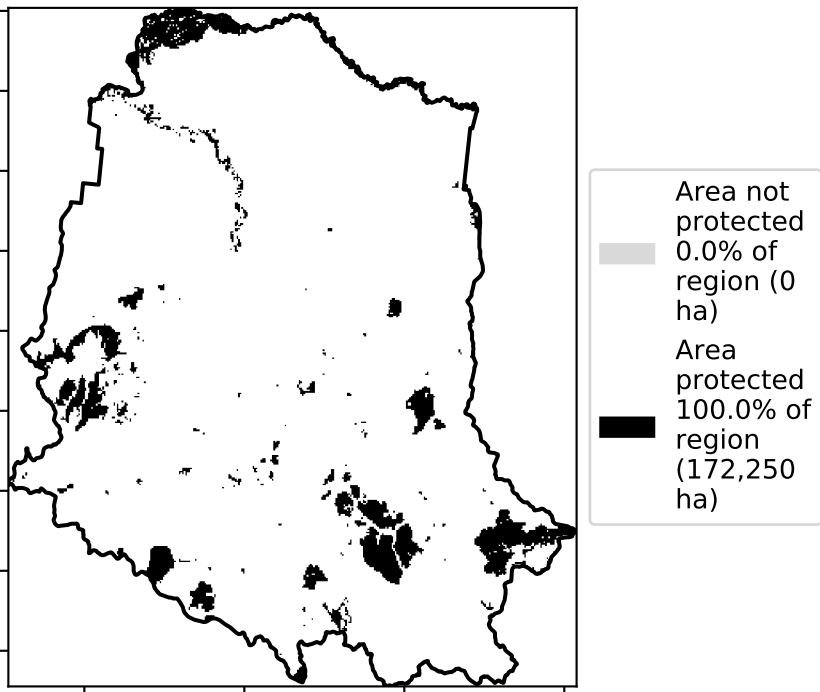 Area not
protected
0.0% of
region (0
ha)
Area
protected
100.0% of
region
(172,250
ha)